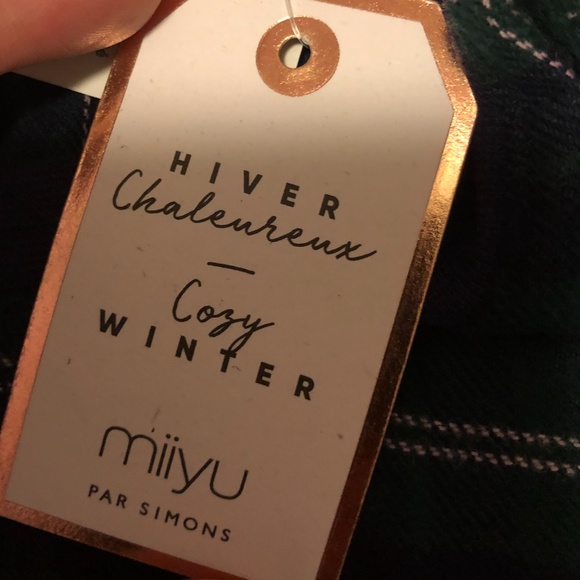 HIVER
Chaleureux
—
Cozy
WINTER
miiyu
PAR SIMONS